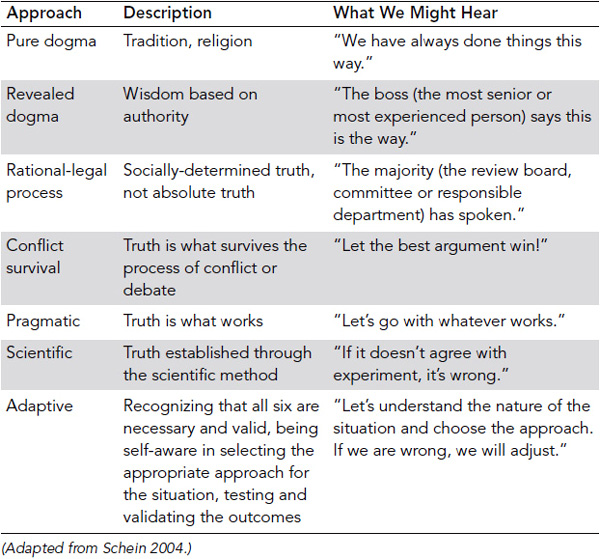 Approach Description What We Might Hear
Pure dogma Tradition, religion “We have always done things this
way.”
Revealed Wisdom based on “The boss (the most senior or
dogma authority most experienced person) says this
is the way.”
Rational-legal Socially-determined truth, “The majority (the review board,
process not absolute truth committee or responsible
department) has spoken.”
Conflict Truth is what survives the “Let the best argument win!”
survival process of conflict or
debate
Pragmatic Truth is what works “Let’s go with whatever works.”
Scientific Truth established through “If it doesn’t agree with
the scientific method experiment, it’s wrong.”
Adaptive Recognizing that all six are “Let’s understand the nature of the
necessary and valid, being situation and choose the approach.
self-aware in selecting the If we are wrong, we will adjust.”
appropriate approach for
the situation, testing and
validating the outcomes
(Adapted from Schein 2004.)